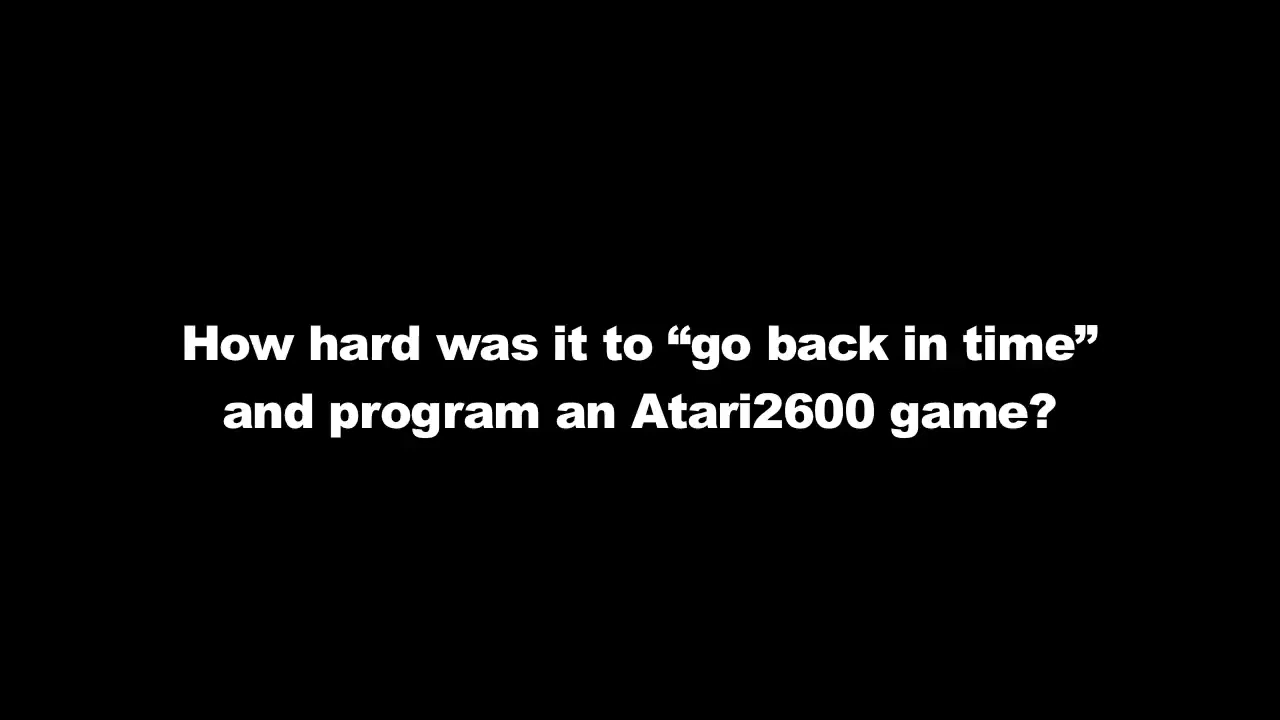 How hard was it to “go back in time”
and program an Atari2600 game?